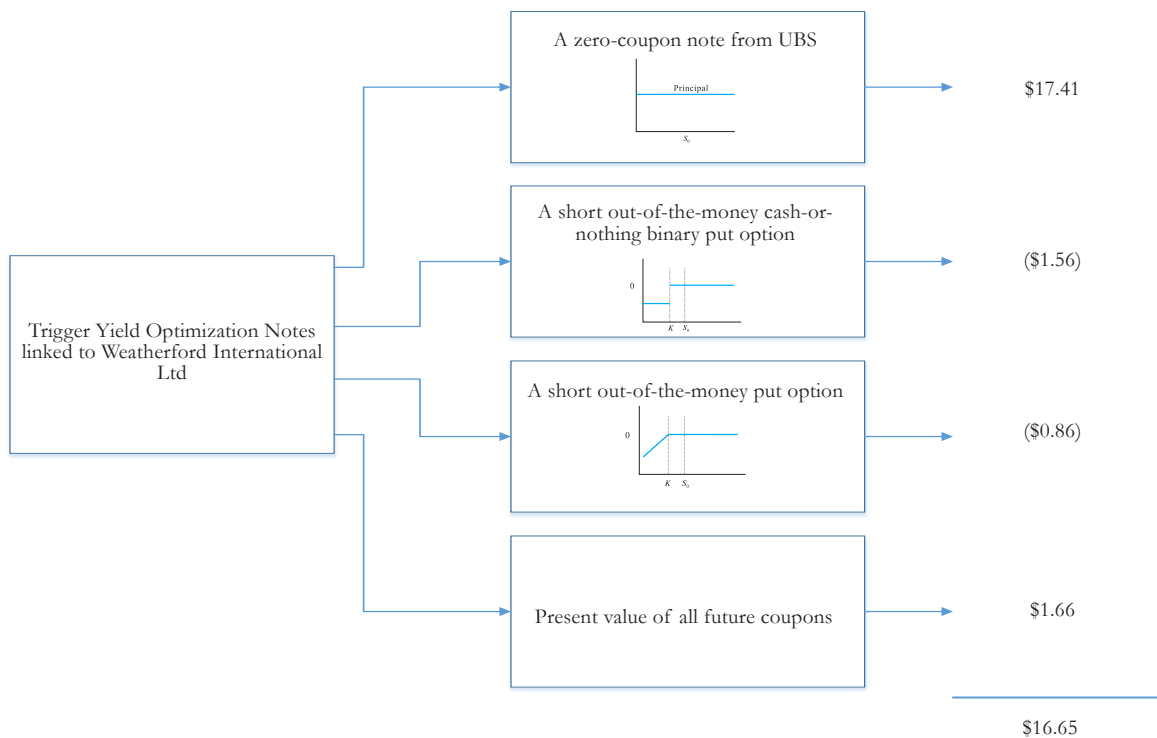 A zero-coupon note from UBS
Principal
S0
$17.41
A short out-of-the-money cash-or-
nothing binary put option
0
K
S0
($1.56)
Trigger Yield Optimization Notes
linked to Weatherford International
Ltd
A short out-of-the-money put option
0
K
S0
($0.86)
Present value of all future coupons
$1.66
$16.65